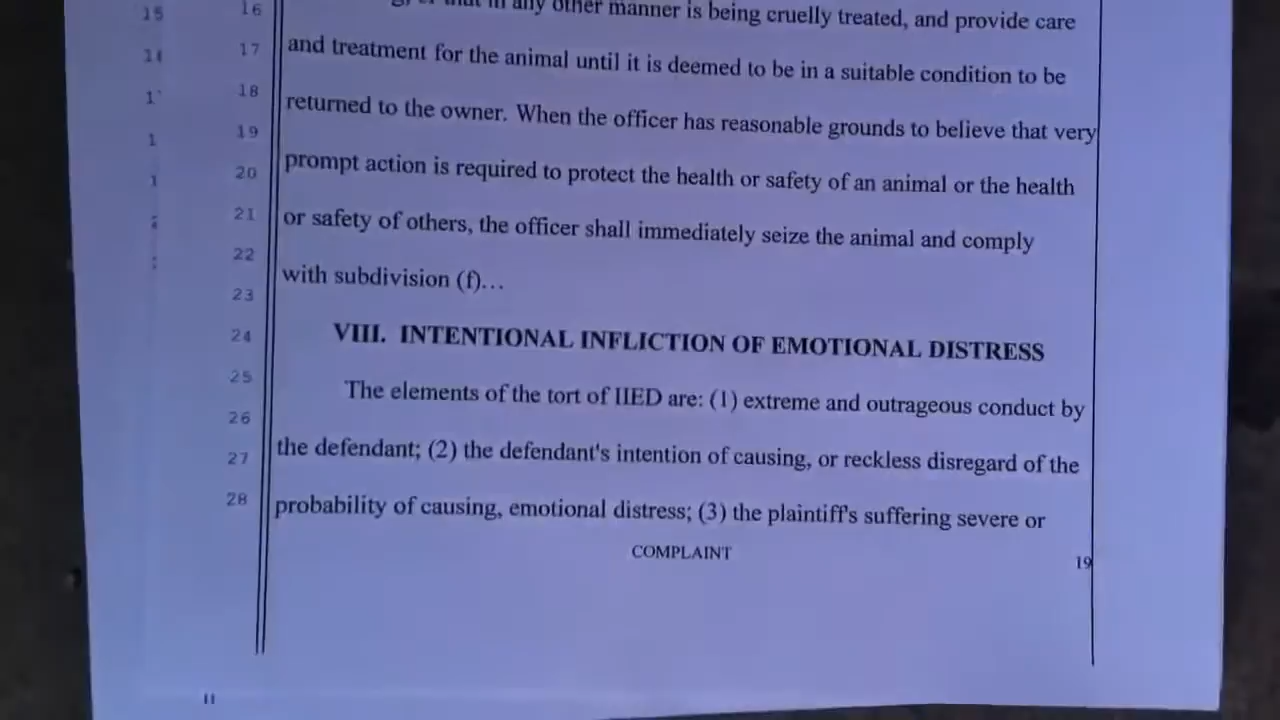 that in any other manner is being cruelly treated, and provide care
and treatment for the animal until it is deemed to be in a suitable condition to be
returned to the owner. When the officer has reasonable grounds to believe that very
prompt action is required to protect the health or safety of an animal or the health
or safety of others, the officer shall immediately seize the animal and comply
with subdivision (f)…
VIII. INTENTIONAL INFLICTION OF EMOTIONAL DISTRESS
The elements of the tort of IIED are: (1) extreme and outrageous conduct by
the defendant; (2) the defendant's intention of causing, or reckless disregard of the
probability of causing, emotional distress; (3) the plaintiff's suffering severe or
COMPLAINT
19
15
16
17
18
19
20
21
22
23
24
25
26
27
28